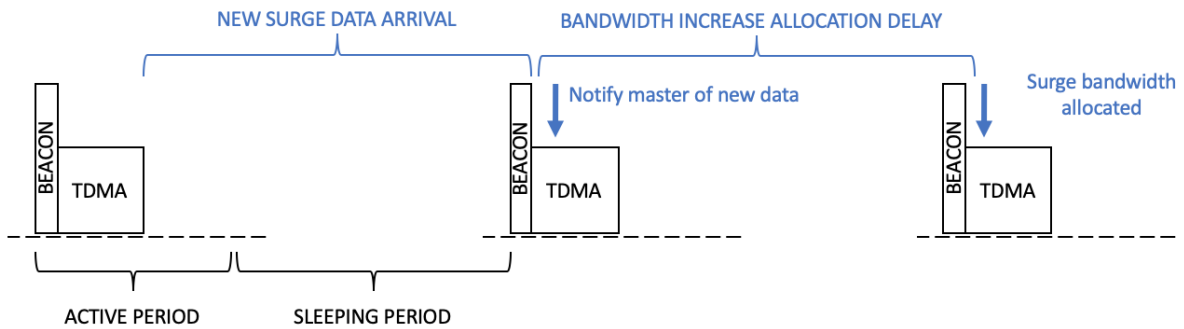 NEW SURGE DATA ARRIVAL
BANDWIDTH INCREASE ALLOCATION DELAY
Notify master of new data
Surge bandwidth
allocated
BEACON
TDMA
BEACON
TDMA
BEACON
TDMA
ACTIVE PERIOD
SLEEPING PERIOD